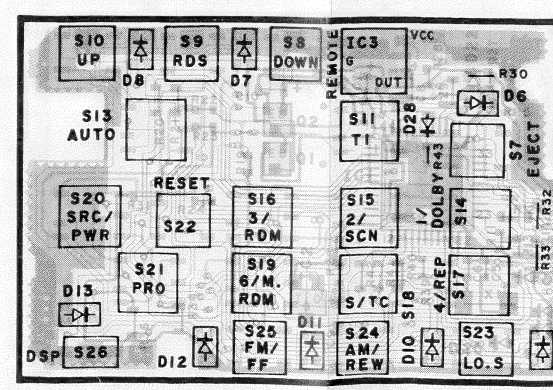 S10
UP
D8
S9
RDS
D7
S8
DOWN
REMOTE
IC3
G
OUT
VCC
R30
D6
S13
AUTO
S11
TI
D28
R43
S7
EJECT
RESET
S20
SRC/
PWR
S22
S16
3/
RDM
S15
2/
SCN
1/
DOLBY
S14
R32
S21
PRO
S19
6/M.
RDM
S/TC
S18
4/REP
S17
R33
D13
DSP
S26
D12
S25
FM/
FF
D11
S24
AM/
REW
D10
S23
LO.S